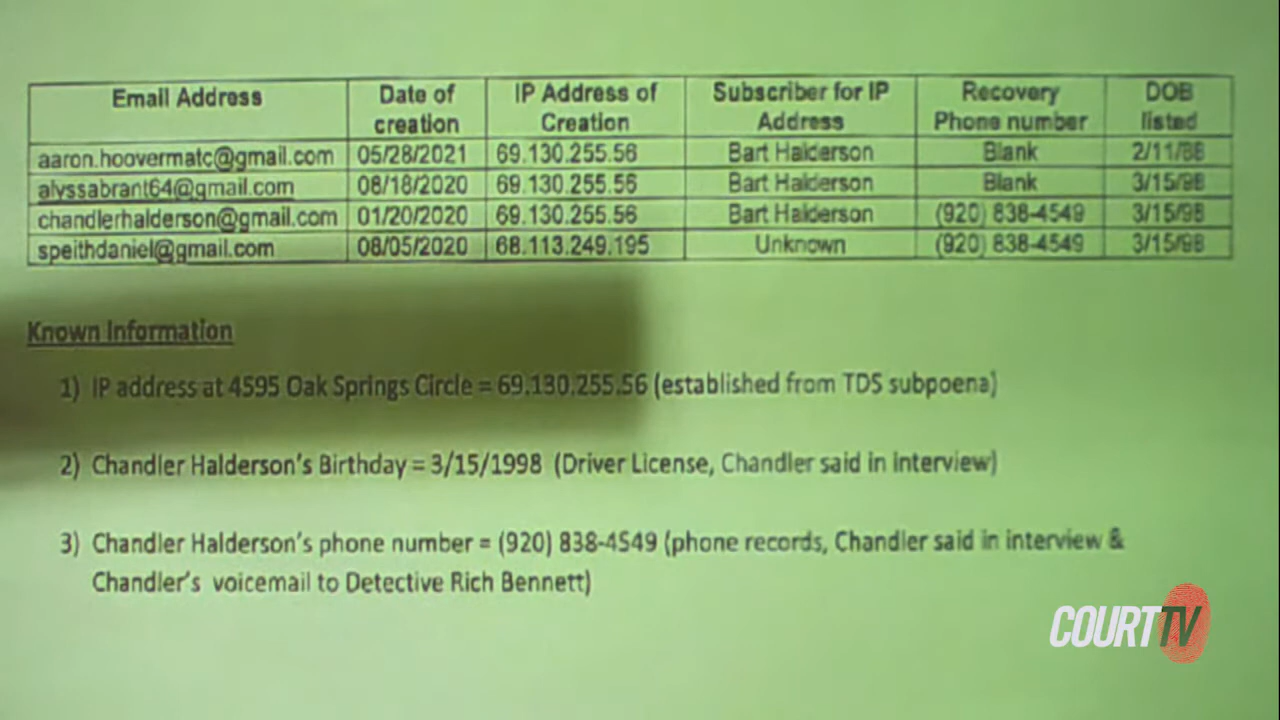 Email Address Date of creation IP Address of Creation Subscriber for IP Address Recovery Phone number DOB listed
aaron.hoovermatc@gmail.com 05/28/2021 69.130.255.56 Bart Halderson Blank 2/11/88
alyssabrant64@gmail.com 08/18/2020 69.130.255.56 Bart Halderson Blank 3/15/98
chandlerhalderson@gmail.com 01/20/2020 69.130.255.56 Bart Halderson (920) 838-4549 3/15/98
speithdaniel@gmail.com 08/05/2020 68.113.249.195 Unknown (920) 838-4549 3/15/98
Known Information
1) IP address at 4595 Oak Springs Circle = 69.130.255.56 (established from TDS subpoena)
2) Chandler Halderson's Birthday = 3/15/1998 (Driver License, Chandler said in interview)
3) Chandler Halderson's phone number = (920) 838-4549 (phone records, Chandler said in interview &
Chandler's voicemail to Detective Rich Bennett)
COURT TV